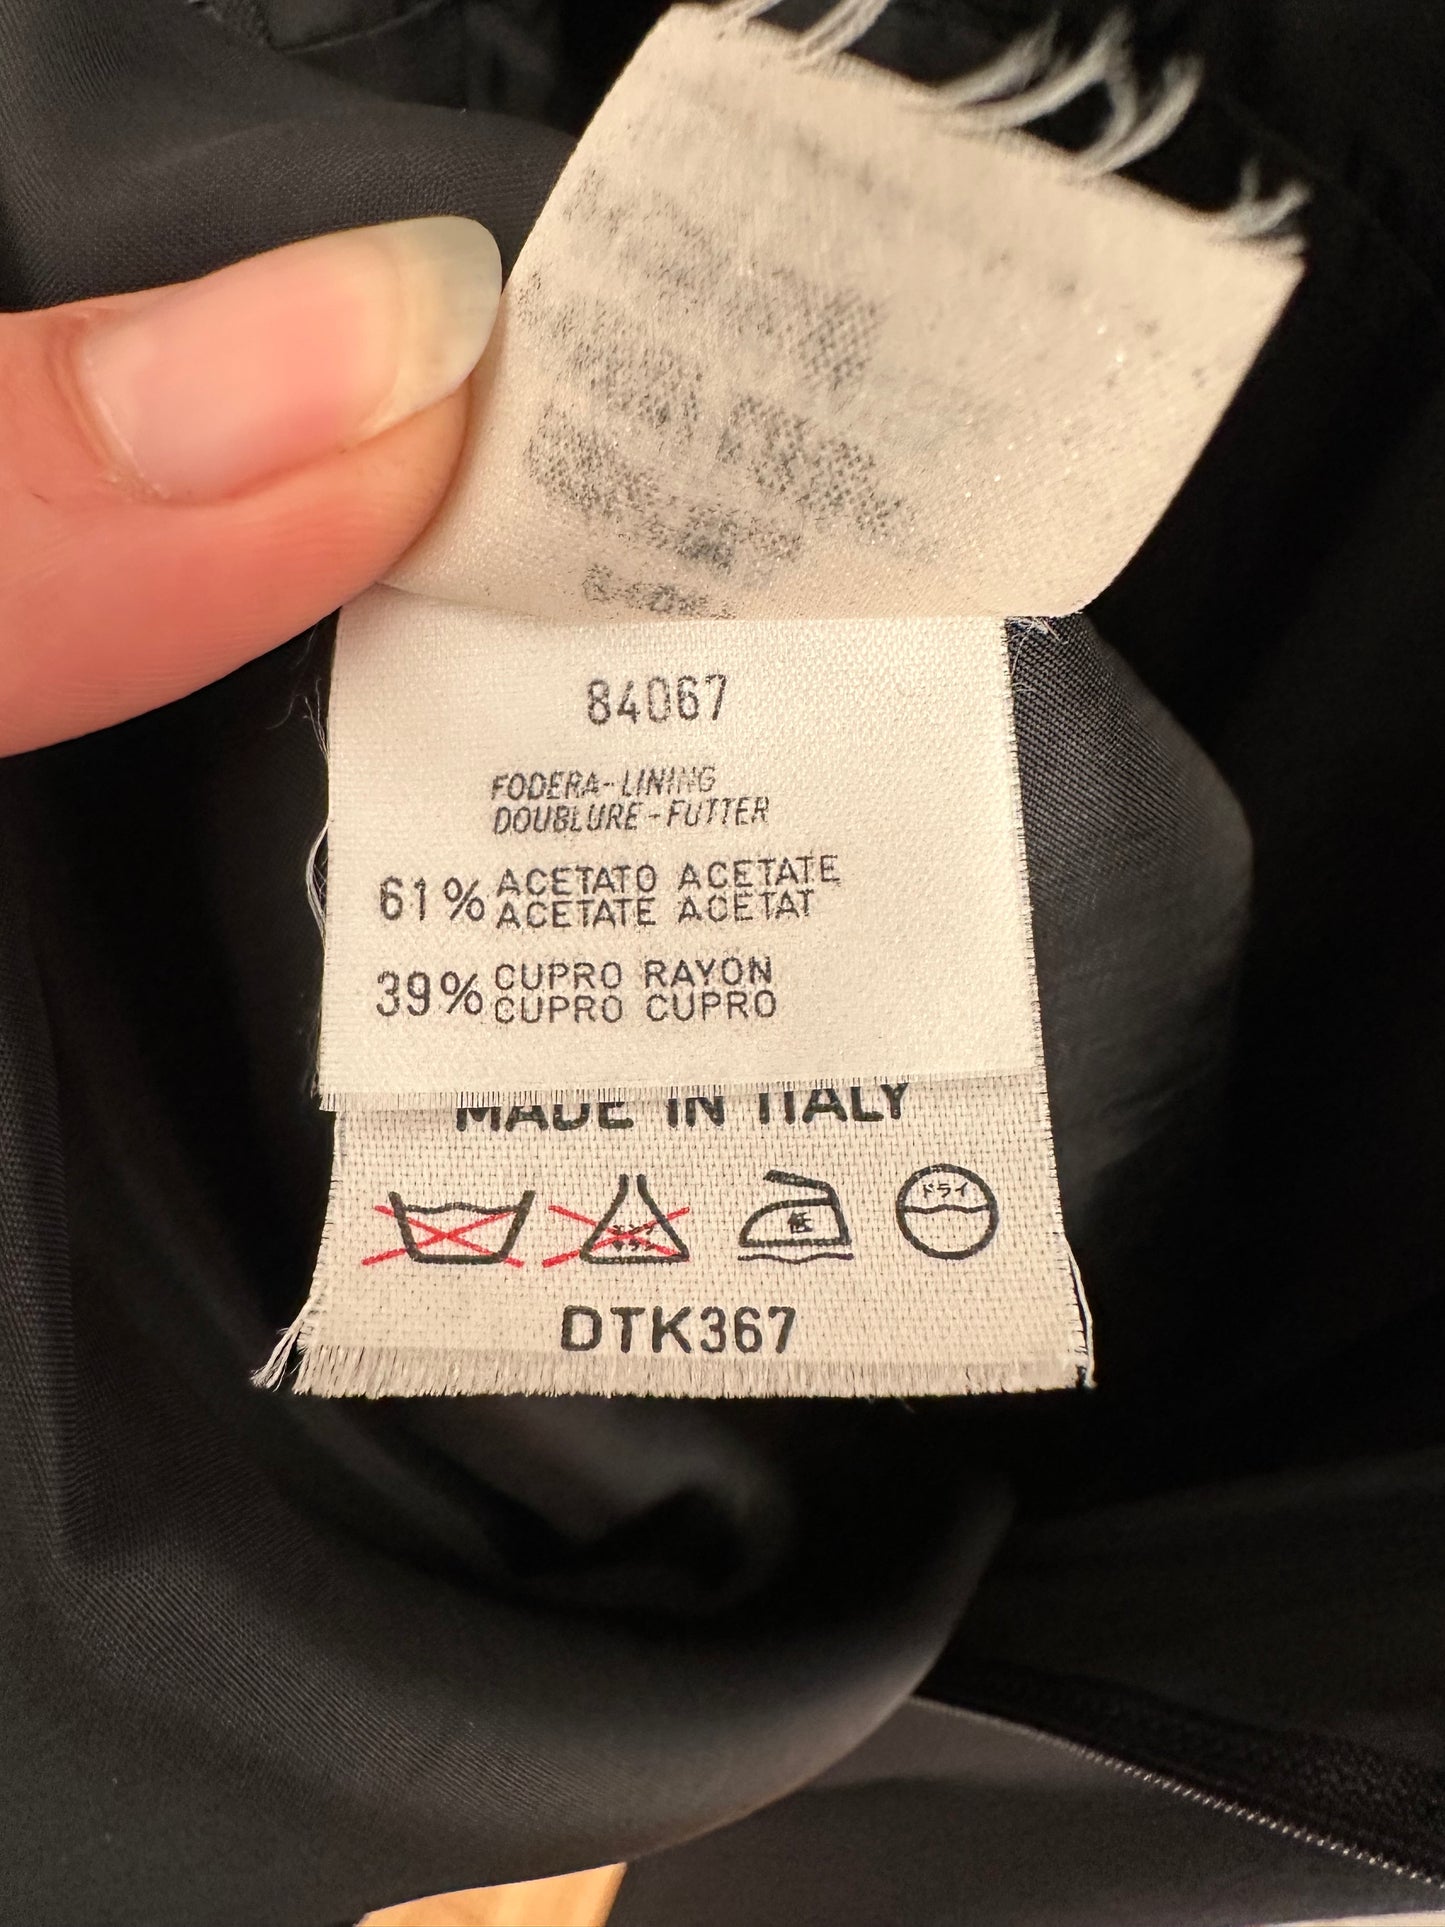 84067
FODERA-LINING
DOUBLURE-FUTTER
61% ACETATO ACETATE
ACETATE ACETAT
39% CUPRO RAYON
CUPRO CUPRO
MADE IN ITALY
低
ドライ
DTK367